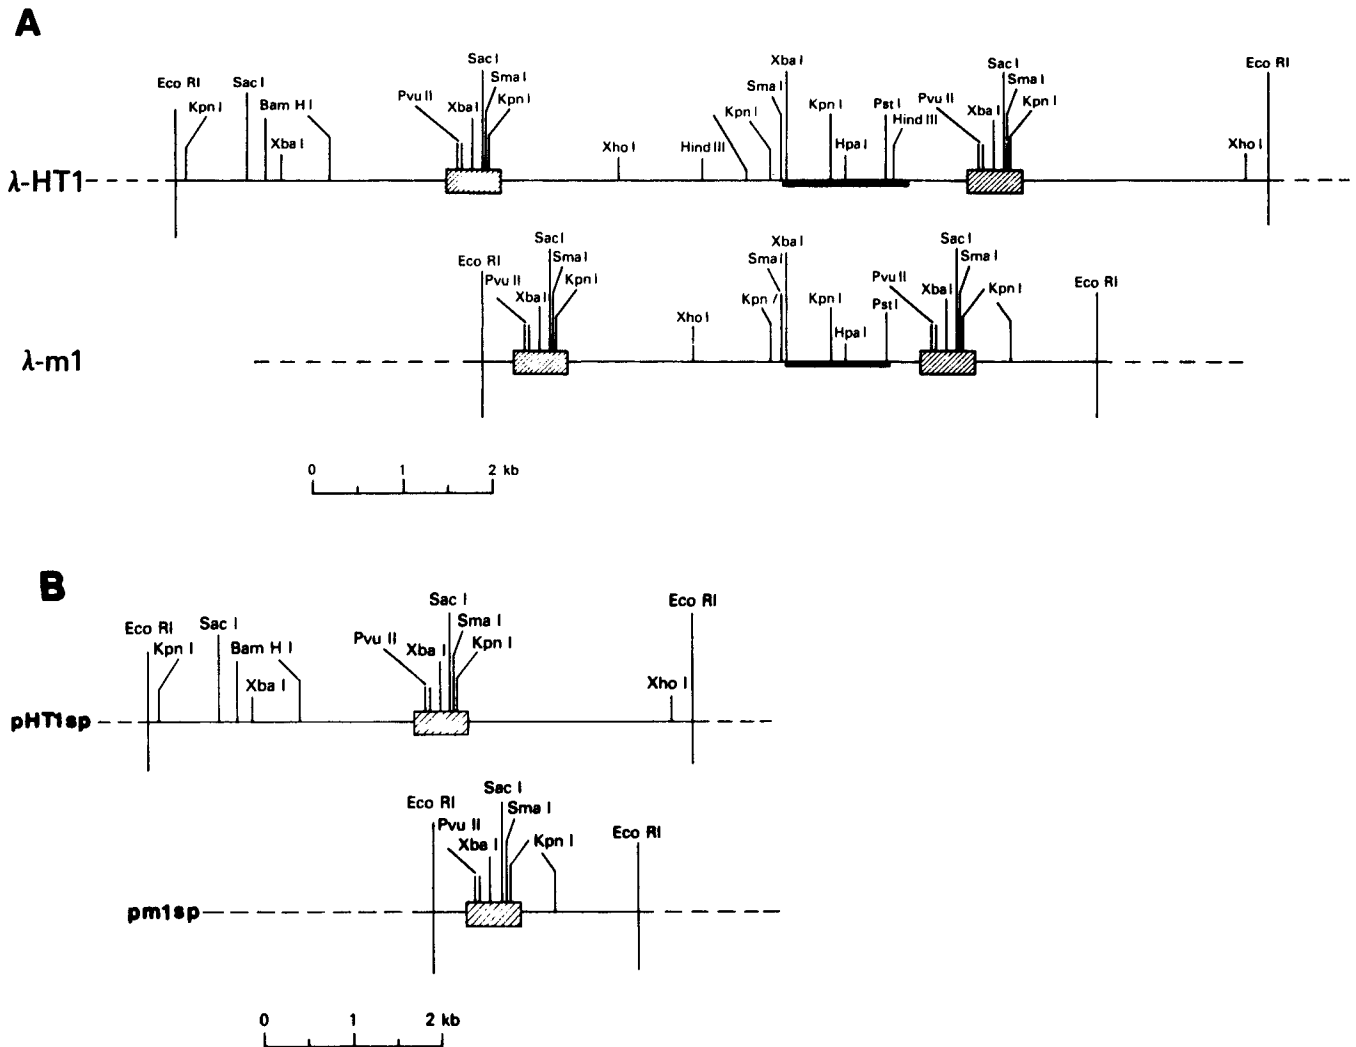 A
Eco RI Kpn I Sac I Bam H I Xba I Pvu II Xba I Sac I Sma I Kpn I Xho I Hind III Kpn I Sma I Xba I Kpn I Hpa I Pst I Hind III Pvu II Xba I Sac I Sma I Kpn I Xho I Eco RI
λ-HT1
Eco RI Pvu II Xba I Sac I Sma I Kpn I Xho I Kpn I Sma I Xba I Kpn I Hpa I Pst I Pvu II Xba I Sac I Sma I Kpn I Eco RI
λ-m1
0 1 2 kb
B
Eco RI Kpn I Sac I Bam H I Xba I Pvu II Xba I Sac I Sma I Kpn I Xho I Eco RI
pHT1sp
Eco RI Pvu II Xba I Sac I Sma I Kpn I Eco RI
pm1sp
0 1 2 kb